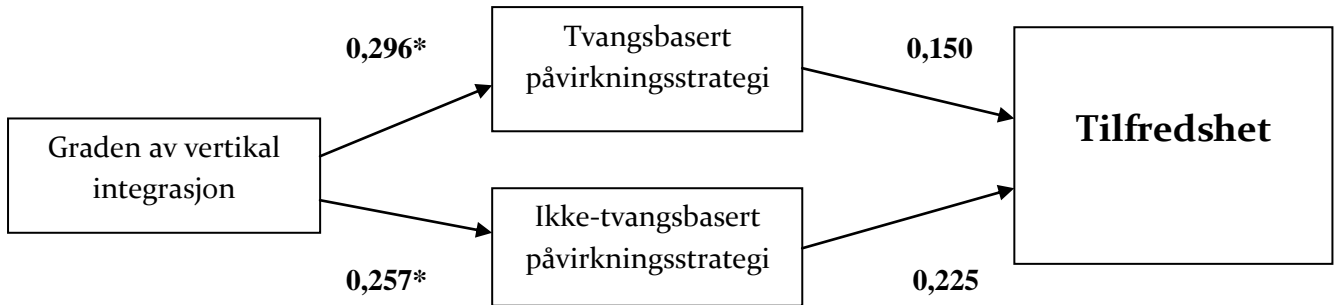 Graden av vertikal
integrasjon
0,296*
0,257*
Tvangsbasert
påvirkningsstrategi
Ikke-tvangsbasert
påvirkningsstrategi
0,150
0,225
Tilfredshet